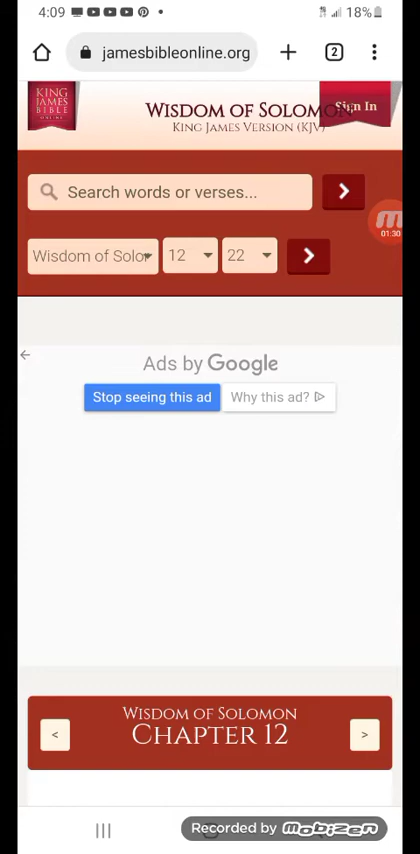 4:09
18%
jamesbibleonline.org
2
KING
JAMES
BIBLE
ONLINE
WISDOM OF SOLOMON
Sign In
KING JAMES VERSION (KJV)
Search words or verses...
01:30
Wisdom of Solo
12
22
Ads by Google
Stop seeing this ad
Why this ad?
WISDOM OF SOLOMON
CHAPTER 12
<
>
Recorded by mobizen